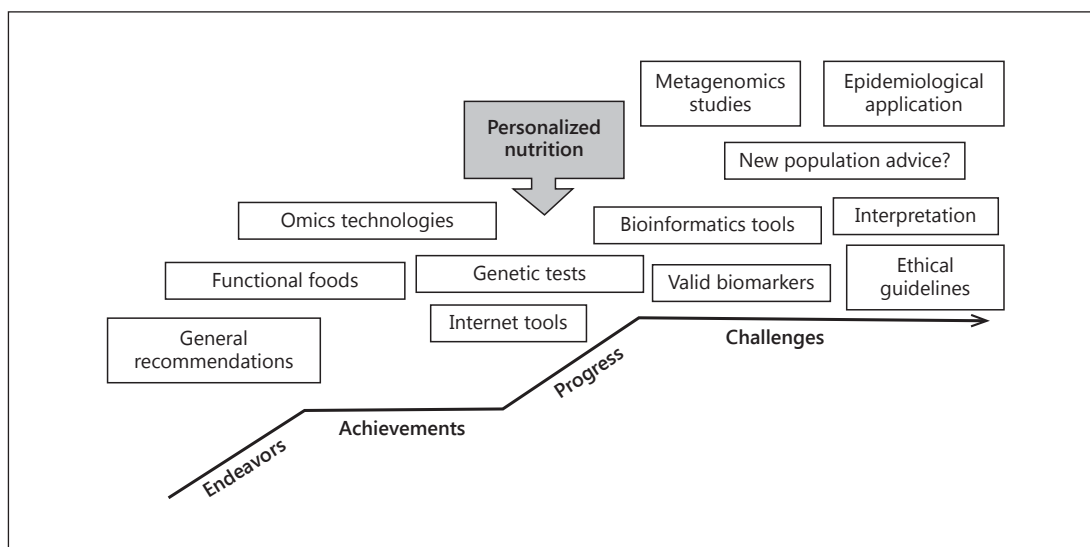 Metagenomics
studies
Epidemiological
application
Personalized
nutrition
New population advice?
Omics technologies
Bioinformatics tools
Interpretation
Functional foods
Genetic tests
Valid biomarkers
Ethical
guidelines
General
recommendations
Internet tools
Challenges
Progress
Achievements
Endeavors